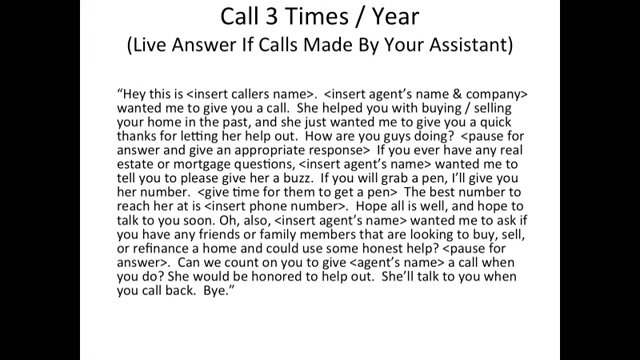 Call 3 Times / Year
(Live Answer If Calls Made By Your Assistant)
“Hey this is <insert callers name>.  <insert agent’s name & company>
wanted me to give you a call.  She helped you with buying / selling
your home in the past, and she just wanted me to give you a quick
thanks for letting her help out.  How are you guys doing?  <pause for
answer and give an appropriate response>  If you ever have any real
estate or mortgage questions, <insert agent’s name> wanted me to
tell you to please give her a buzz.  If you will grab a pen, I’ll give you
her number.  <give time for them to get a pen>  The best number to
reach her at is <insert phone number>.  Hope all is well, and hope to
talk to you soon. Oh, also, <insert agent’s name> wanted me to ask if
you have any friends or family members that are looking to buy, sell,
or refinance a home and could use some honest help? <pause for
answer>.  Can we count on you to give <agent’s name> a call when
you do? She would be honored to help out.  She’ll talk to you when
you call back.  Bye.”